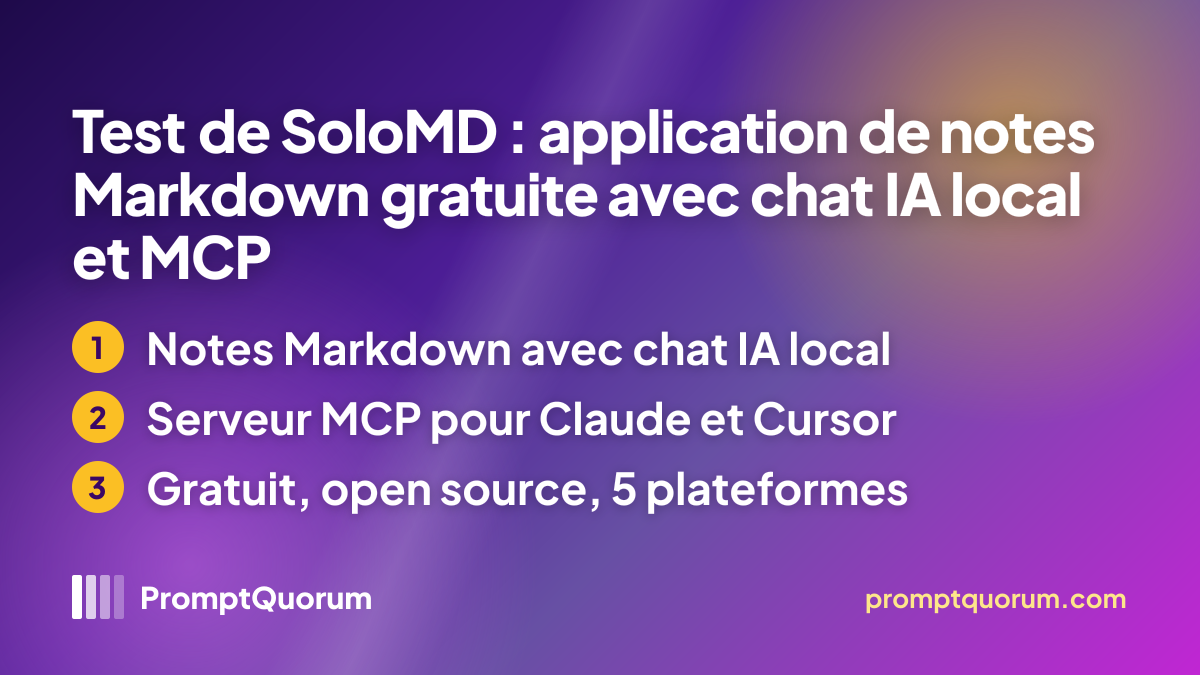 Test de SoloMD : application de notes
Markdown gratuite avec chat IA local
et MCP
1 Notes Markdown avec chat IA local
2 Serveur MCP pour Claude et Cursor
3 Gratuit, open source, 5 plateformes
PromptQuorum
promptquorum.com